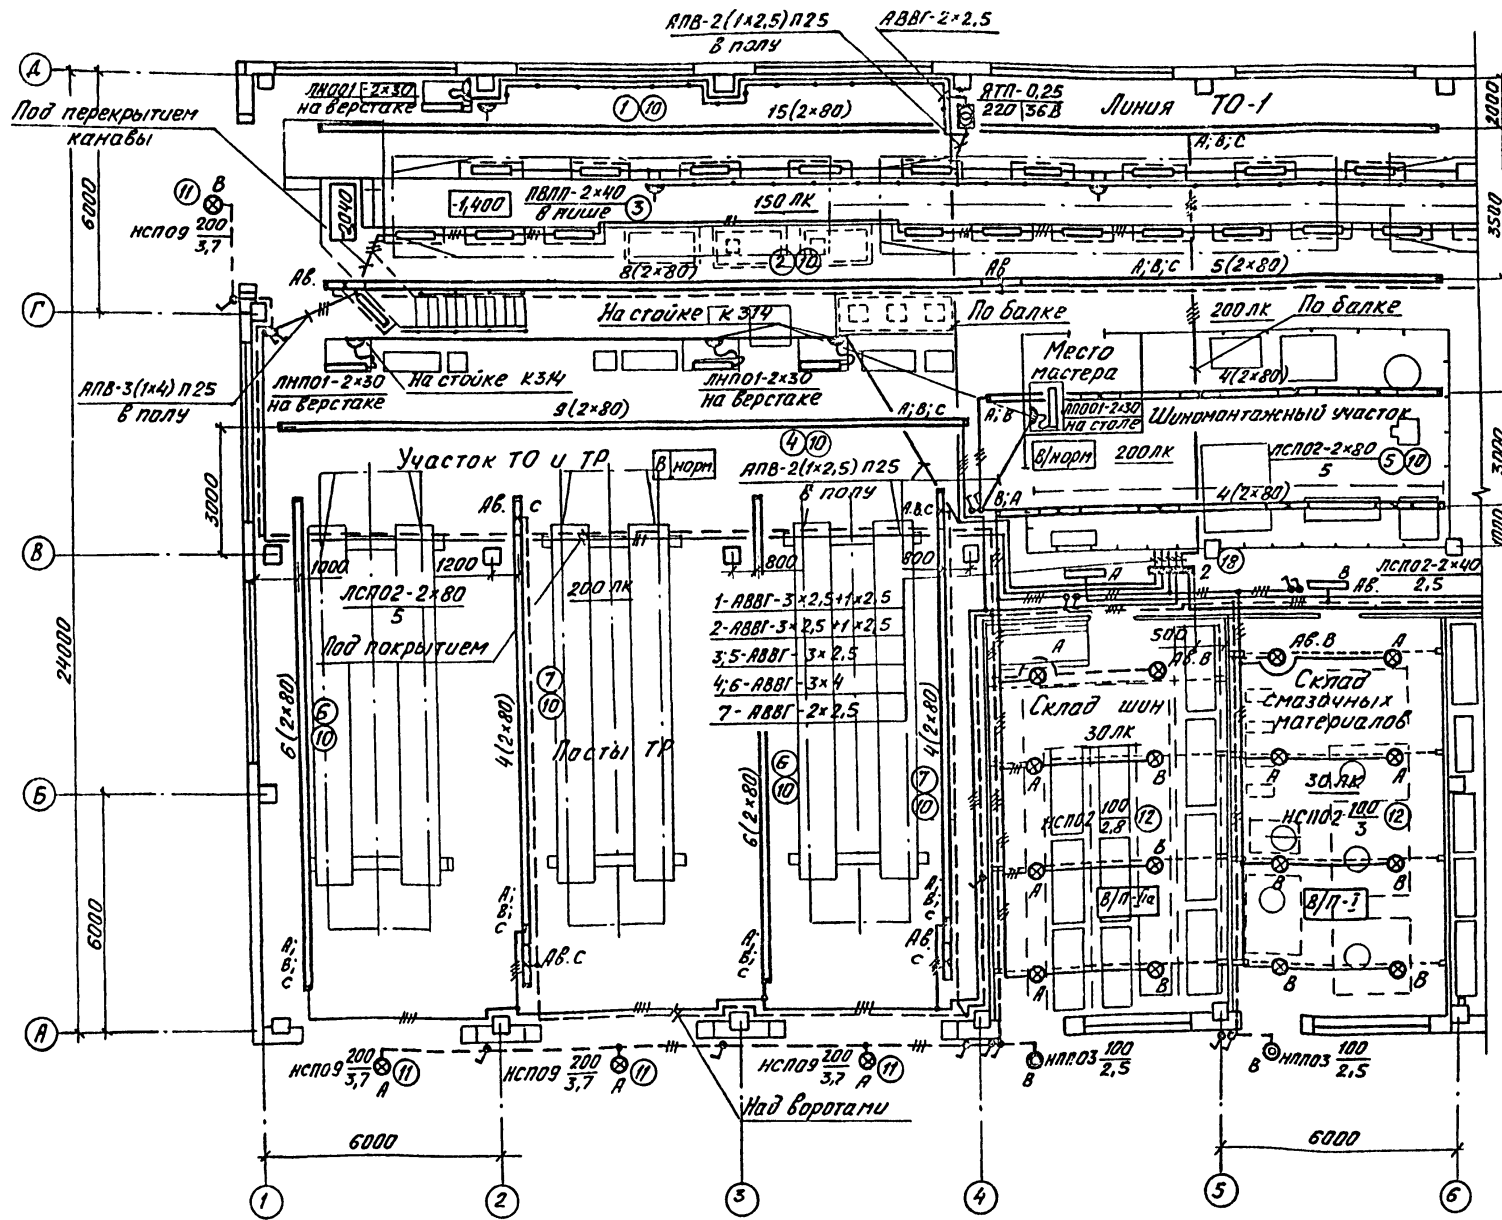 АПВ-2(1×2,5)П25
в полу
АВВГ-2×2,5
Д
ЛНП01-2×30
на верстаке
1 10
15(2×80)
ЯТП-0,25
220 36В
Линия ТО-1
2000
Под перекрытием
канавы
А;В;С
6000
11 В
НСП09 200/3,7
-1,400
ПВЛП-2×40
в нише
3
150 ЛК
3500
24000
Ав.
8(2×80)
2 10
АВ
А;В;С
5(2×80)
Г
На стойке К314
По балке
200 ЛК
По балке
Место
мастера
4(2×80)
АПВ-3(1×4)П25
в полу
ЛНП01-2×30
на верстаке
На стойке К314
ЛНП01-2×30
на верстаке
9(2×80)
А;В;С
А;В
на столе
Шиномонтажный участок
3000
4 10
Участок ТО и ТР
В норм
АПВ-2(1×2,5)П25
в полу
В/норм
200 ЛК
ЛСП02-2×80
5
5 10
3000
Ав. С
А.В.С
В;А
4(2×80)
В
1000
1200
800
800
ЛСП02-2×80
5
200 ЛК
А
2
18
В
Ав.
ЛСП02-2×40
2,5
1-АВВГ-3×2,5+1×2,5
2-АВВГ-3×2,5+1×2,5
3;5-АВВГ-3×2,5
4;6-АВВГ-3×4
7-АВВГ-2×2,5
Под покрытием
500
А
Ав. В
Ав. В
А
6(2×80)
6
10
4(2×80)
7
10
Посты ТР
4(2×80)
Склад шин
30 ЛК
Склад
смазочных
материалов
А
В
А
А
Б
6(2×80)
6
10
7
10
НСП02 100/2,8 12
30 ЛК
НСП02 100/3 12
А
В
В
В
В/П-IIа
В/П-I
6000
А;
В;
С
А;
В;
С
А;
В;
С
А;
В;
С
Ав. С
Ав.
С
А
В
В
В
А
НСП09 200/3,7
А
11
НСП09 200/3,7
А
11
НСП09 200/3,7
А
11
В
НПП03 100/2,5
В
НПП03 100/2,5
Над воротами
6000
6000
1
2
3
4
5
6